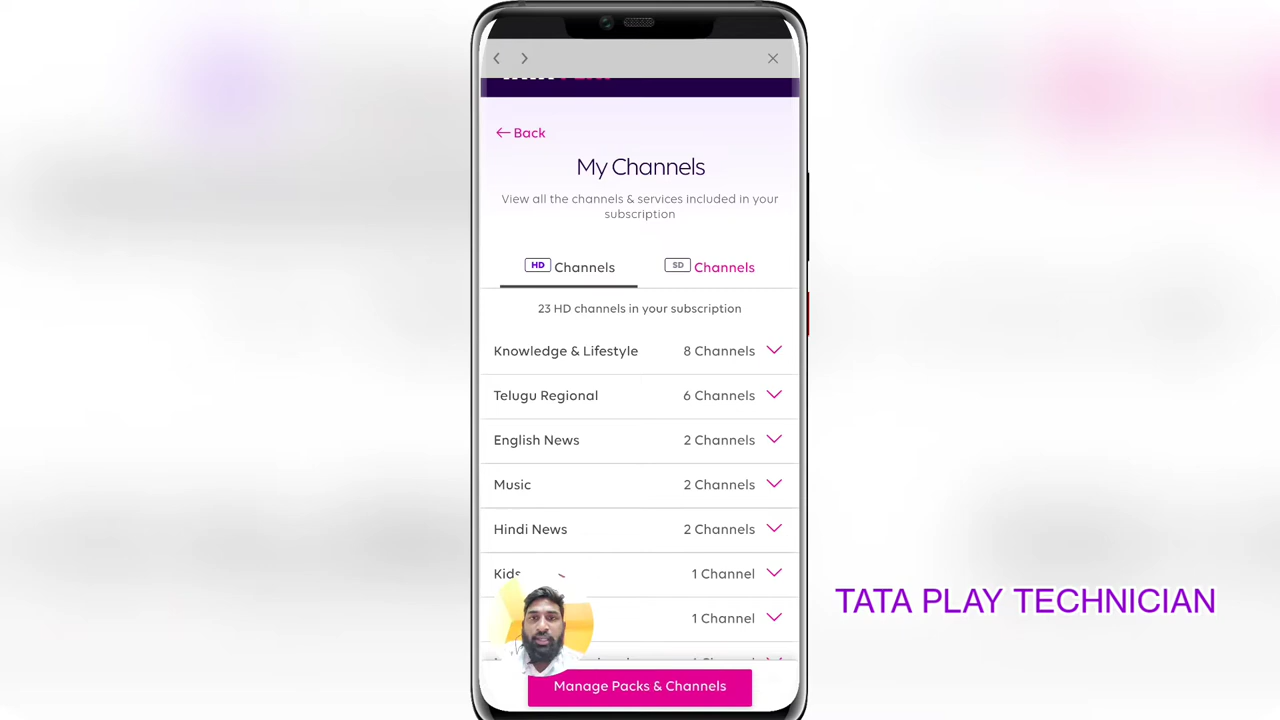 Back
My Channels
View all the channels & services included in your
subscription
HD Channels
SD Channels
23 HD channels in your subscription
Knowledge & Lifestyle 8 Channels
Telugu Regional 6 Channels
English News 2 Channels
Music 2 Channels
Hindi News 2 Channels
Kids 1 Channel
1 Channel
Manage Packs & Channels
TATA PLAY TECHNICIAN